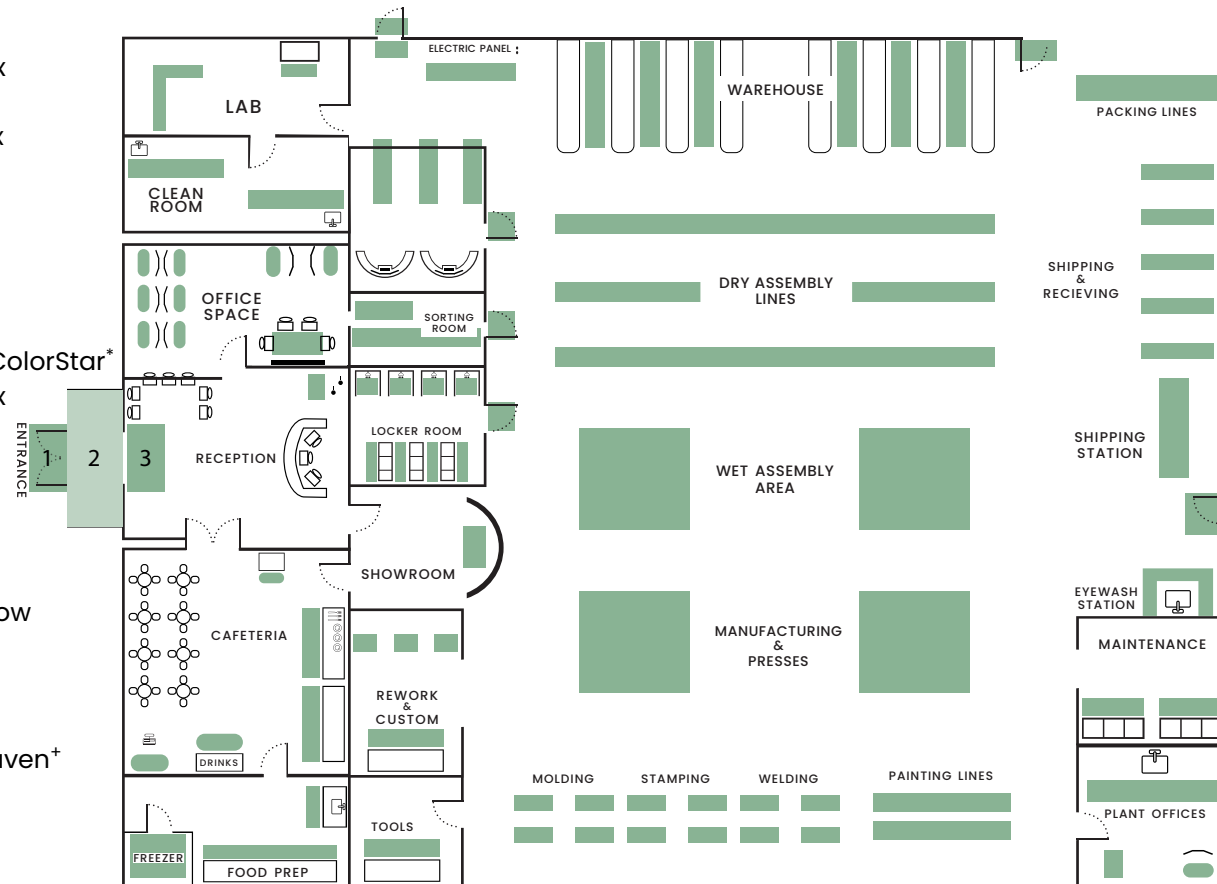 ELECTRIC PANEL :
LAB
WAREHOUSE
PACKING LINES
CLEAN
ROOM
OFFICE
SPACE
SORTING
ROOM
DRY ASSEMBLY
LINES
SHIPPING
&
RECIEVING
ColorStar*
ENTRANCE
1
2
3
RECEPTION
LOCKER ROOM
WET ASSEMBLY
AREA
SHIPPING
STATION
SHOWROOM
EYEWASH
STATION
CAFETERIA
MANUFACTURING
&
PRESSES
MAINTENANCE
REWORK
&
CUSTOM
DRINKS
MOLDING
STAMPING
WELDING
PAINTING LINES
PLANT OFFICES
TOOLS
FREEZER
FOOD PREP